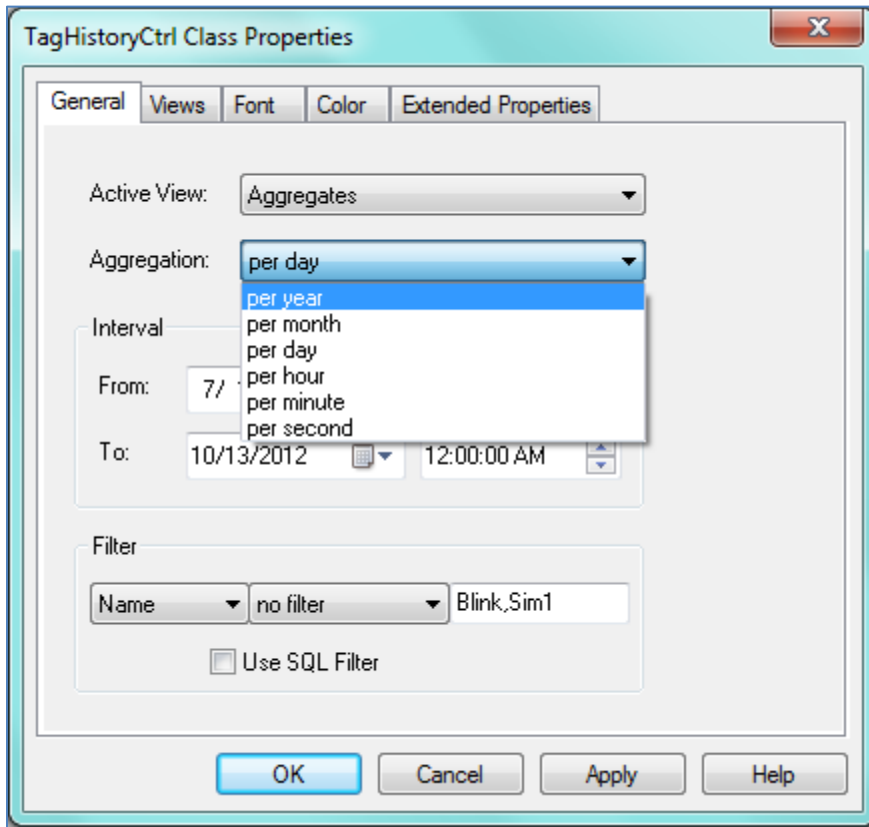 TagHistoryCtrl Class Properties
General Views Font Color Extended Properties
Active View: Aggregates
Aggregation: per day
per year
Interval
per month
per day
From: 7/
per hour
per minute
per second
To: 10/13/2012 12:00:00 AM
Filter
Name no filter Blink,Sim1
Use SQL Filter
OK Cancel Apply Help